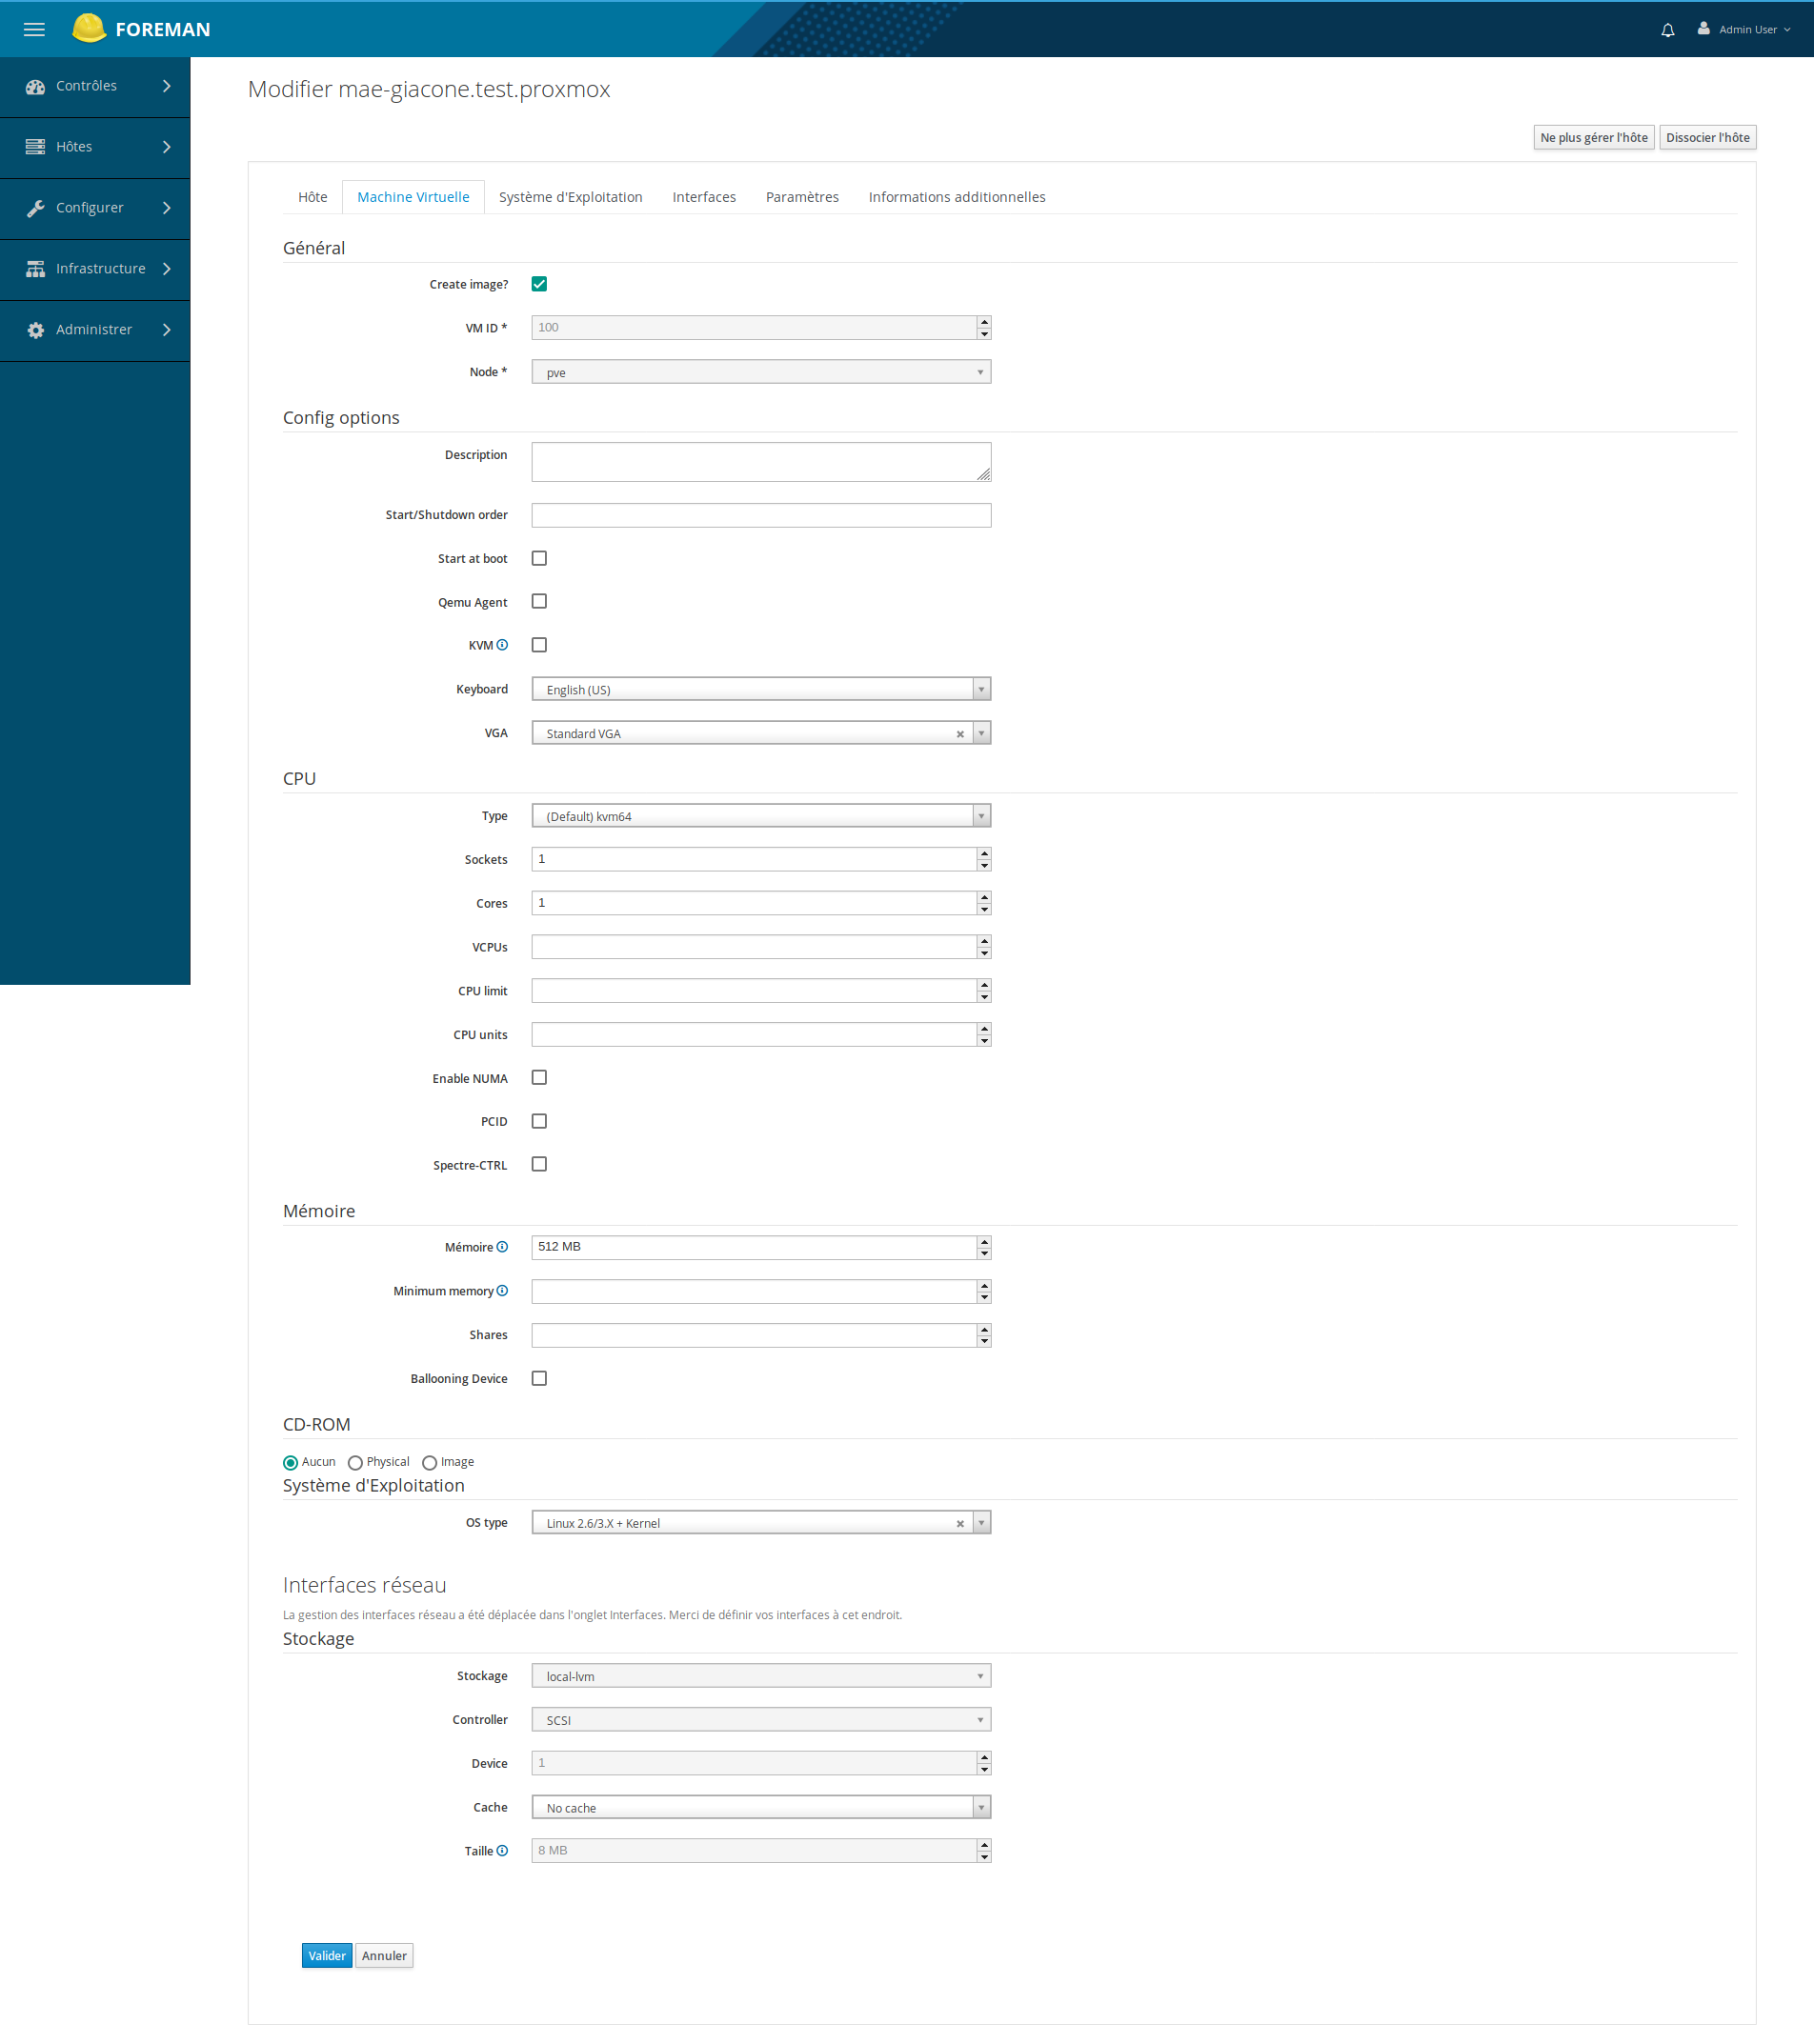 FOREMAN
Admin User
Contrôles
Hôtes
Configurer
Infrastructure
Administrer
Modifier mae-giacone.test.proxmox
Ne plus gérer l'hôte Dissocier l'hôte
Hôte Machine Virtuelle Système d'Exploitation Interfaces Paramètres Informations additionnelles
Général
Create image?
VM ID * 100
Node * pve
Config options
Description
Start/Shutdown order
Start at boot
Qemu Agent
KVM
Keyboard English (US)
VGA Standard VGA
CPU
Type (Default) kvm64
Sockets 1
Cores 1
VCPUs
CPU limit
CPU units
Enable NUMA
PCID
Spectre-CTRL
Mémoire
Mémoire 512 MB
Minimum memory
Shares
Ballooning Device
CD-ROM
Aucun Physical Image
Système d'Exploitation
OS type Linux 2.6/3.X + Kernel
Interfaces réseau
La gestion des interfaces réseau a été déplacée dans l'onglet Interfaces. Merci de définir vos interfaces à cet endroit.
Stockage
Stockage local-lvm
Controller SCSI
Device 1
Cache No cache
Taille 8 MB
Valider Annuler